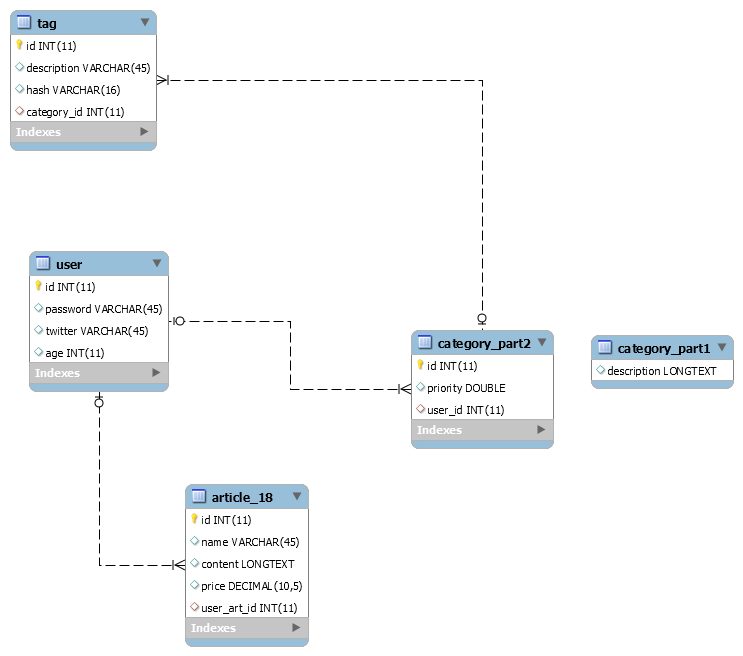 tag
id INT(11)
description VARCHAR(45)
hash VARCHAR(16)
category_id INT(11)
Indexes
user
id INT(11)
password VARCHAR(45)
twitter VARCHAR(45)
age INT(11)
Indexes
category_part2
id INT(11)
priority DOUBLE
user_id INT(11)
Indexes
category_part1
description LONGTEXT
article_18
id INT(11)
name VARCHAR(45)
content LONGTEXT
price DECIMAL(10,5)
user_art_id INT(11)
Indexes